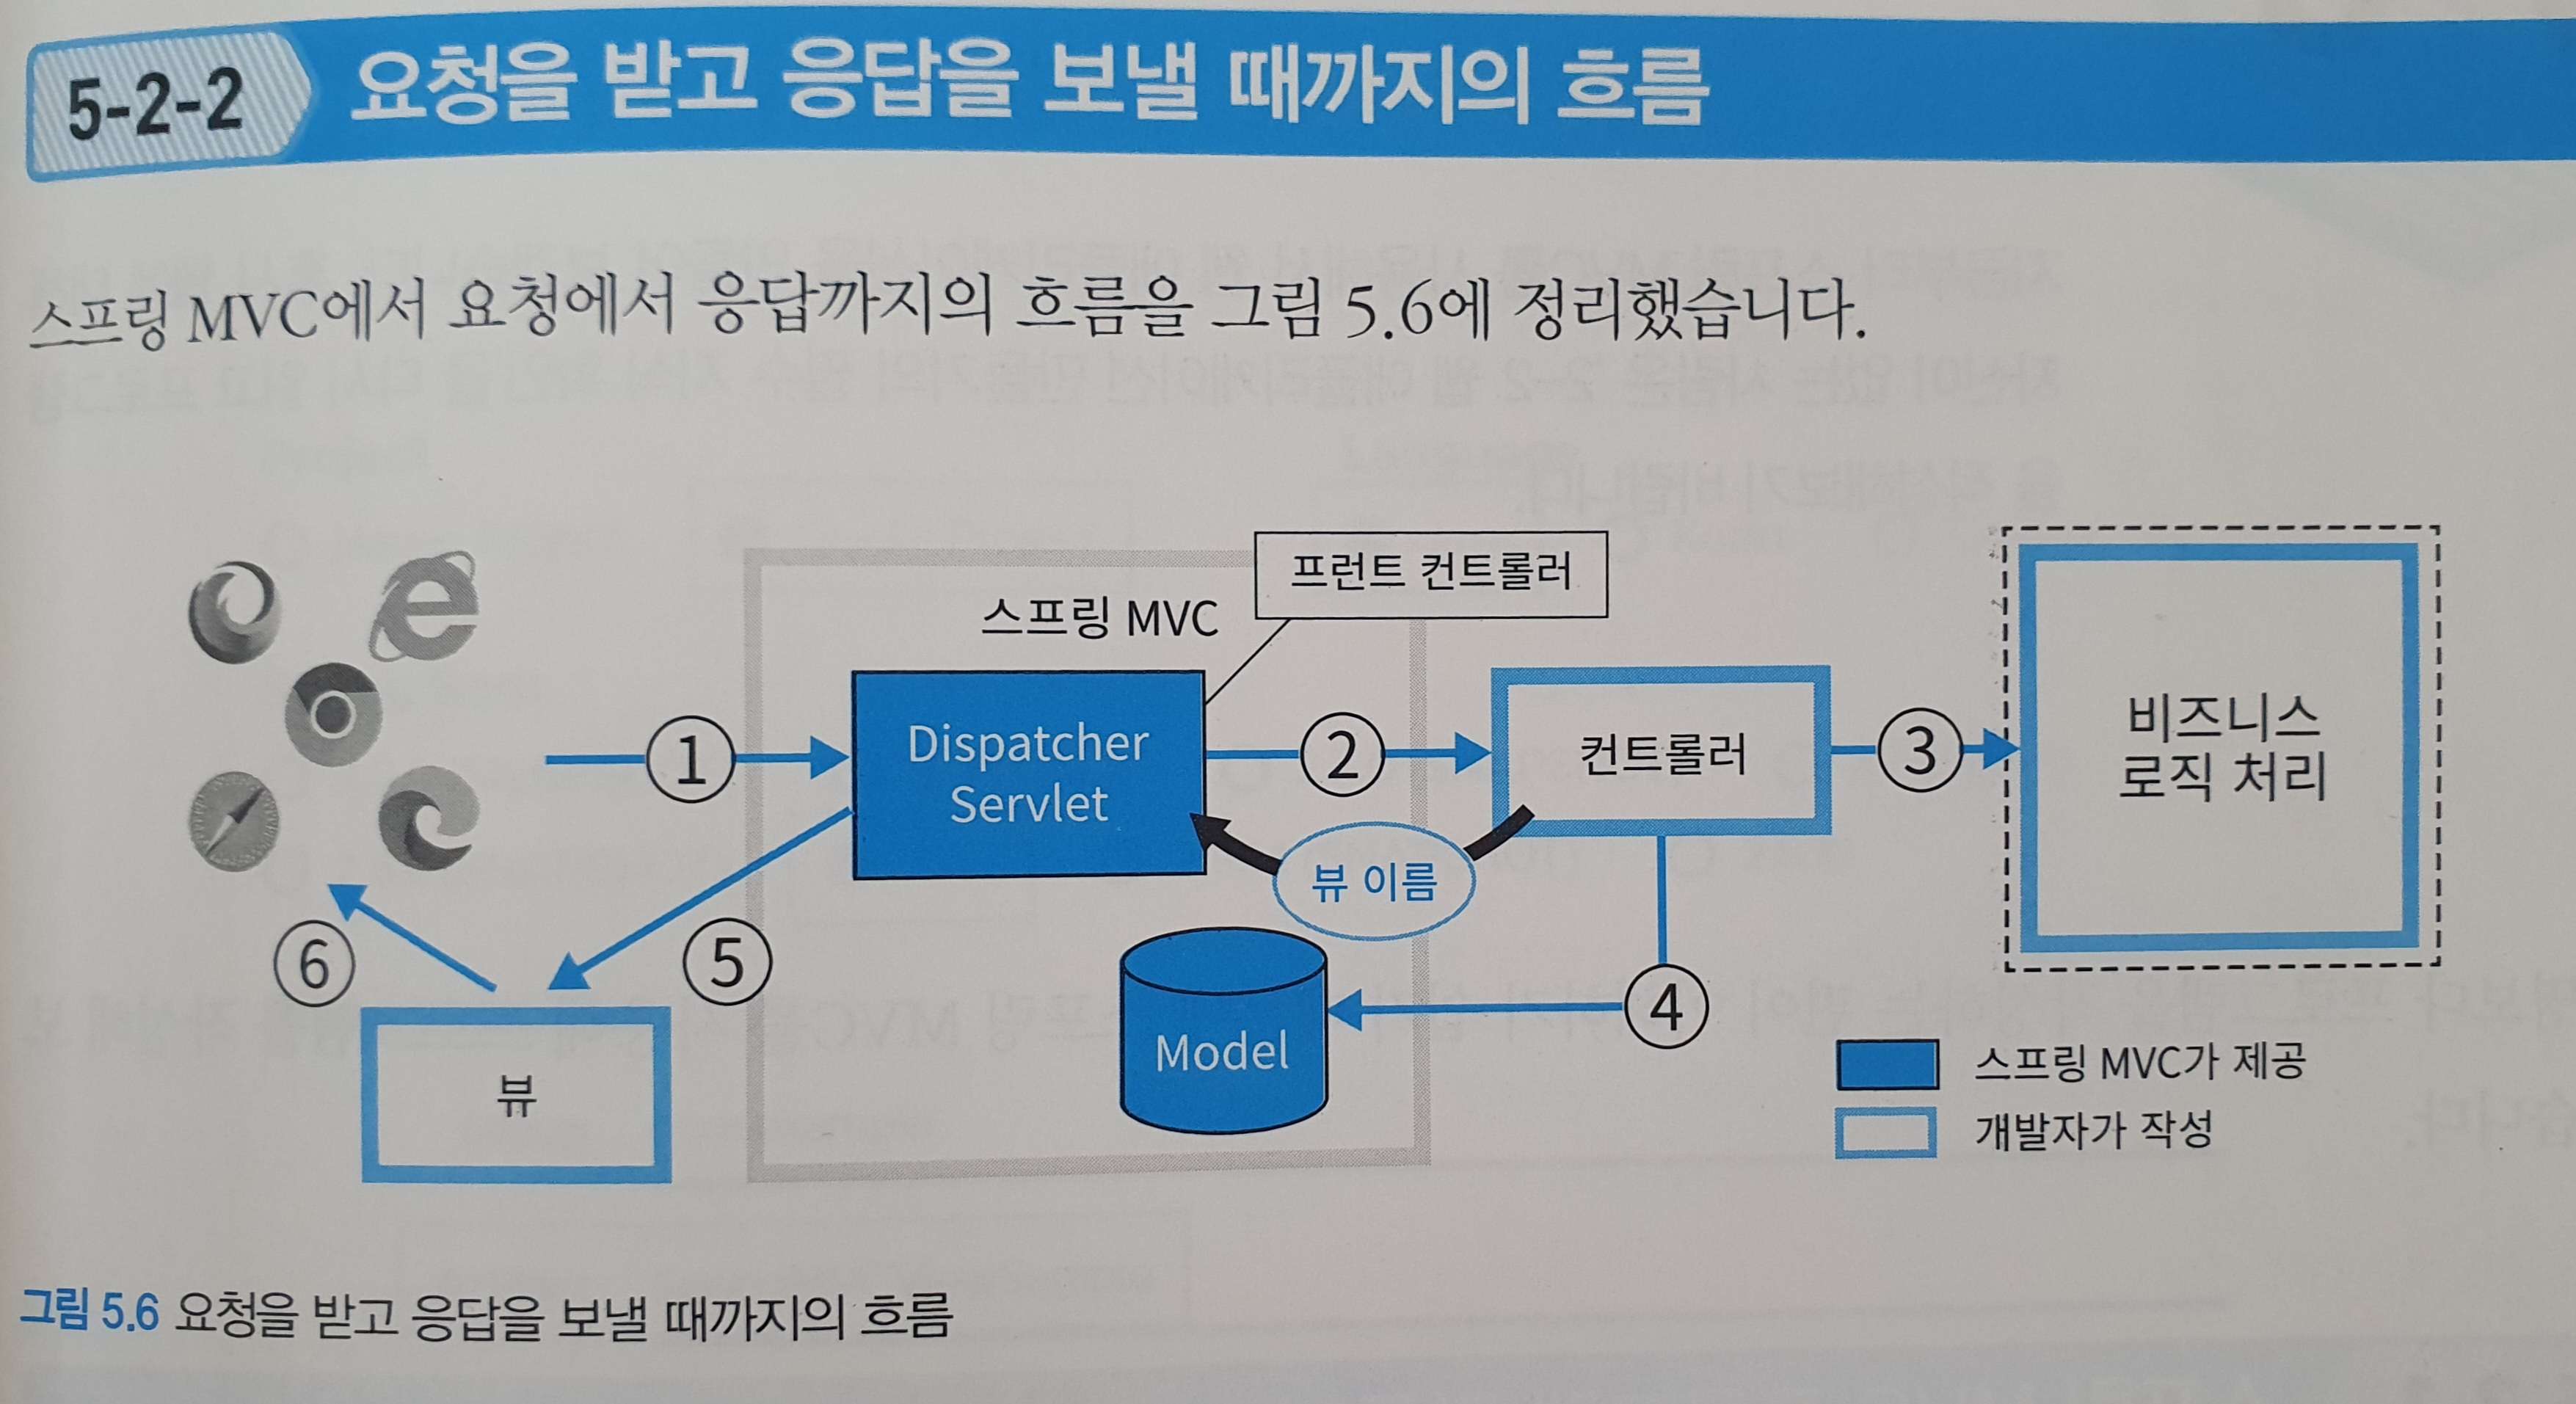 5-2-2 요청을 받고 응답을 보낼 때까지의 흐름
스프링 MVC에서 요청에서 응답까지의 흐름을 그림 5.6에 정리했습니다.
프런트 컨트롤러
스프링 MVC
①
Dispatcher
Servlet
②
컨트롤러
③
비즈니스
로직 처리
뷰 이름
⑥
⑤
뷰
Model
④
스프링 MVC가 제공
개발자가 작성
그림 5.6 요청을 받고 응답을 보낼 때까지의 흐름